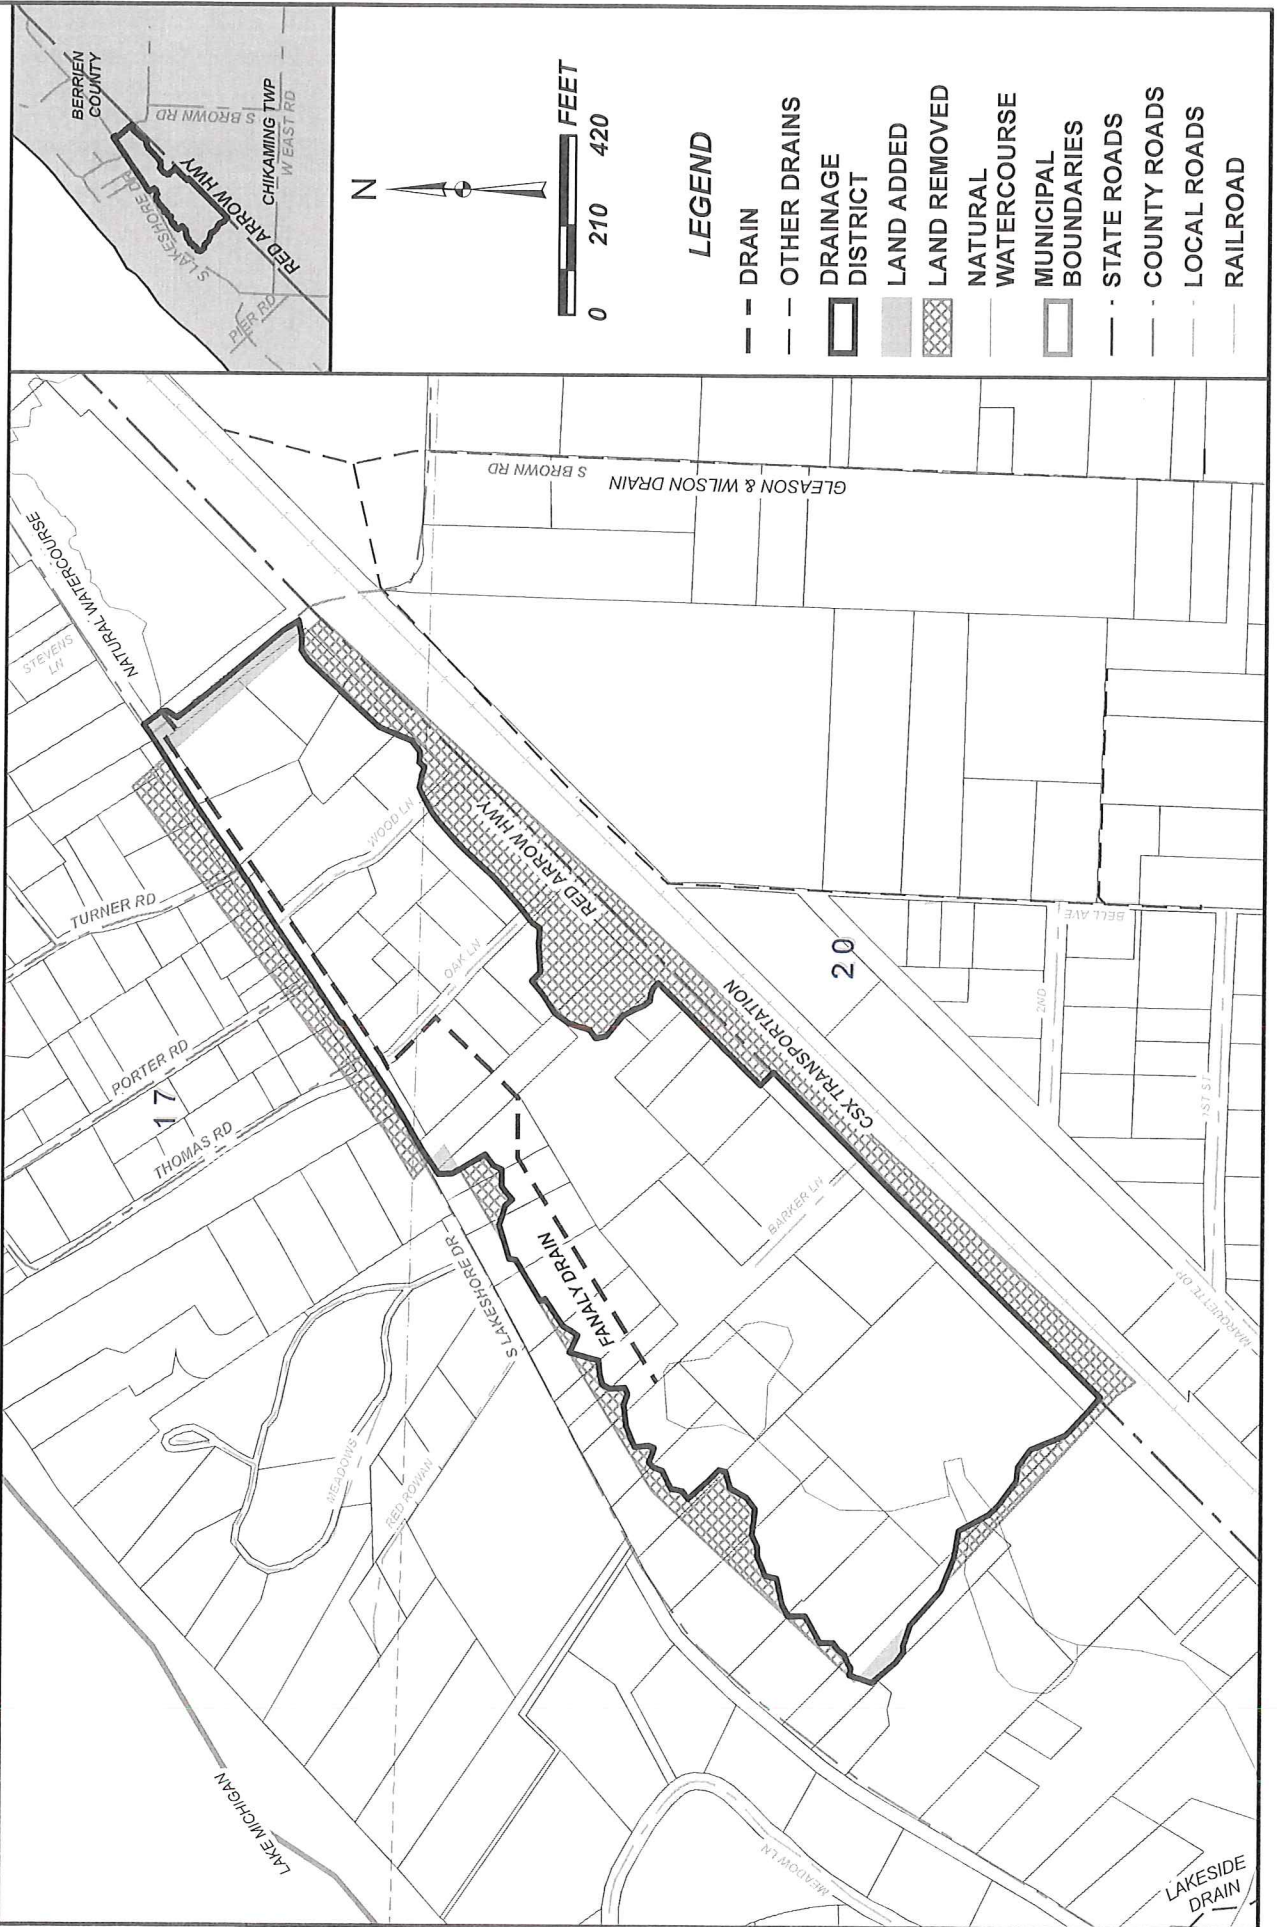 BERRIEN
COUNTY
S BROWN RD
RED ARROW HWY
CHIKAMING TWP
W EAST RD
S LAKESHORE DR
PIER RD
N
0 210 420 FEET
LEGEND
DRAIN
OTHER DRAINS
DRAINAGE
DISTRICT
LAND ADDED
LAND REMOVED
NATURAL
WATERCOURSE
MUNICIPAL
BOUNDARIES
STATE ROADS
COUNTY ROADS
LOCAL ROADS
RAILROAD
NATURAL WATERCOURSE
STEVENS
LN
S BROWN RD
GLEASON & WILSON DRAIN
TURNER RD
WOOD LN
RED ARROW HWY
OAK LN
PORTER RD
17
THOMAS RD
20
CSX TRANSPORTATION
BELL AVE
2ND
1ST ST
BARKER LN
MARQUETTE DR
S LAKESHORE DR
FANALY DRAIN
MEADOWS
RED ROWAN
LAKE MICHIGAN
MEADOW LN
LAKESIDE
DRAIN